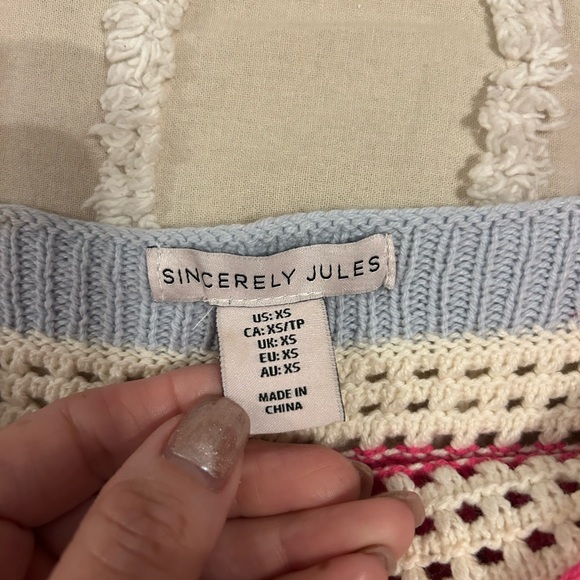 SINCERELY JULES
US: XS
CA: XS/TP
UK: XS
EU: XS
AU: XS
MADE IN
CHINA